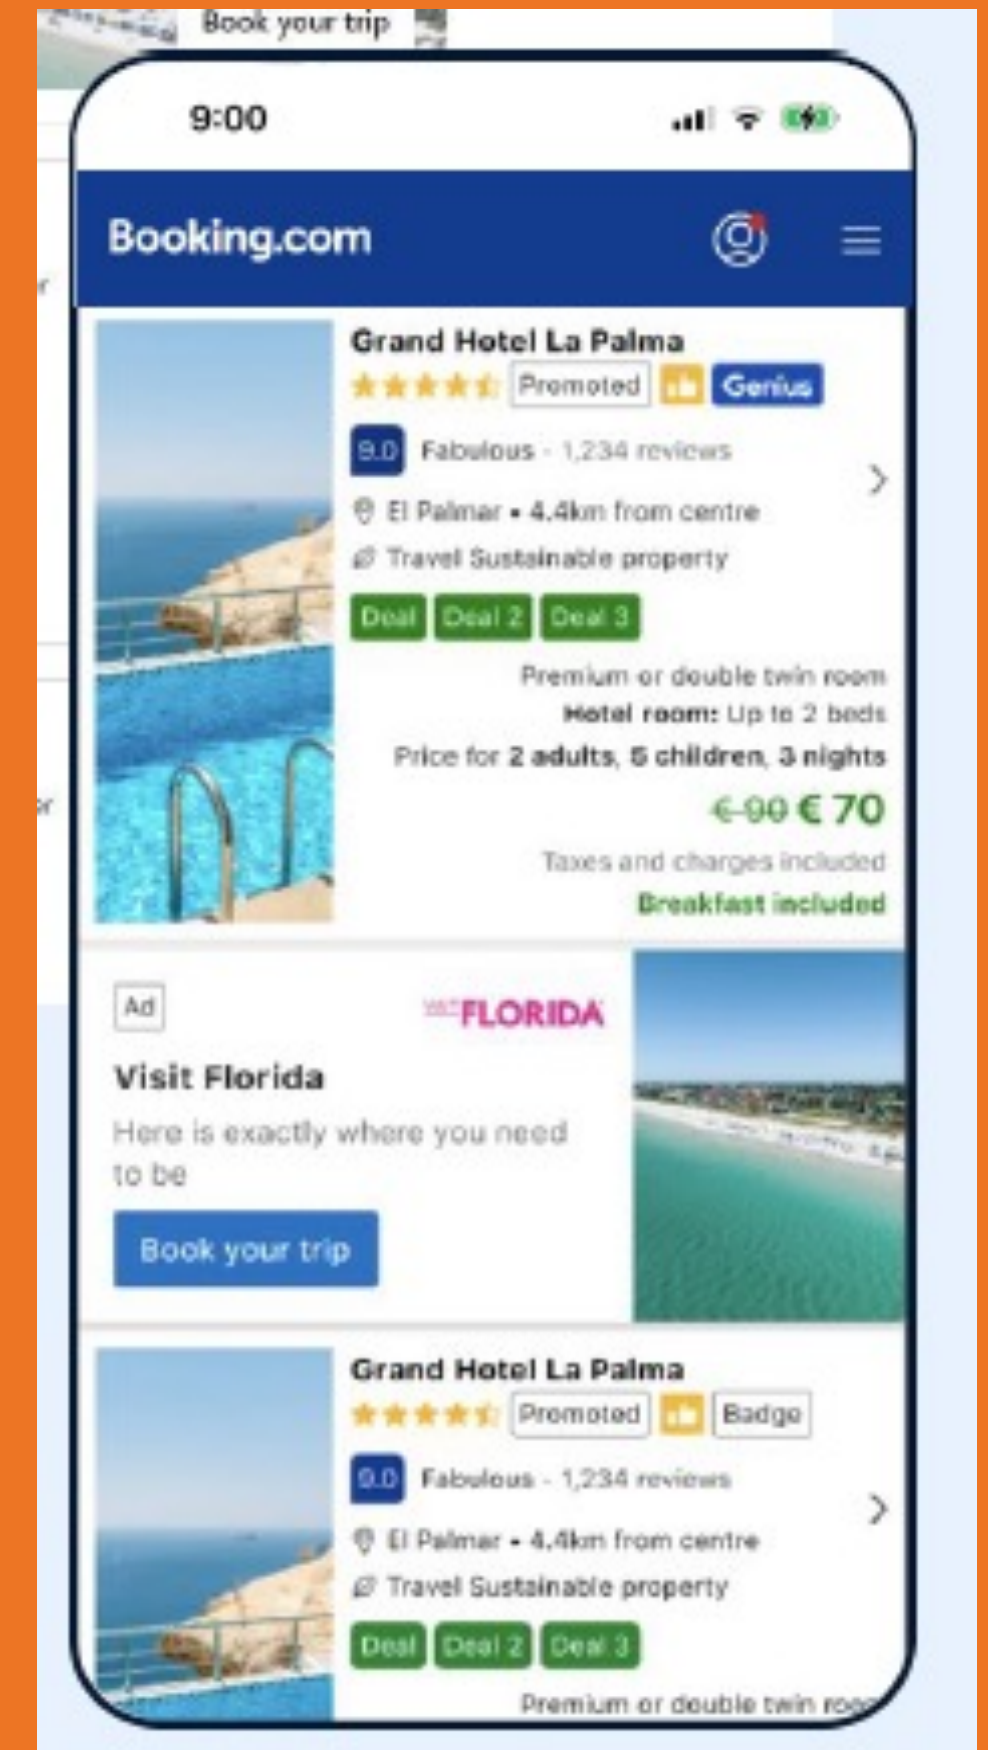 Book your trip
9:00
Booking.com
Grand Hotel La Palma
Promoted
Genius
9.0 Fabulous - 1,234 reviews
El Palmar • 4.4km from centre
Travel Sustainable property
Deal Deal 2 Deal 3
Premium or double twin room
Hotel room: Up to 2 beds
Price for 2 adults, 5 children, 3 nights
€ 90 € 70
Taxes and charges included
Breakfast included
Ad
FLORIDA
Visit Florida
Here is exactly where you need
to be
Book your trip
Grand Hotel La Palma
Promoted
Badge
9.0 Fabulous - 1,234 reviews
El Palmar • 4.4km from centre
Travel Sustainable property
Deal Deal 2 Deal 3
Premium or double twin